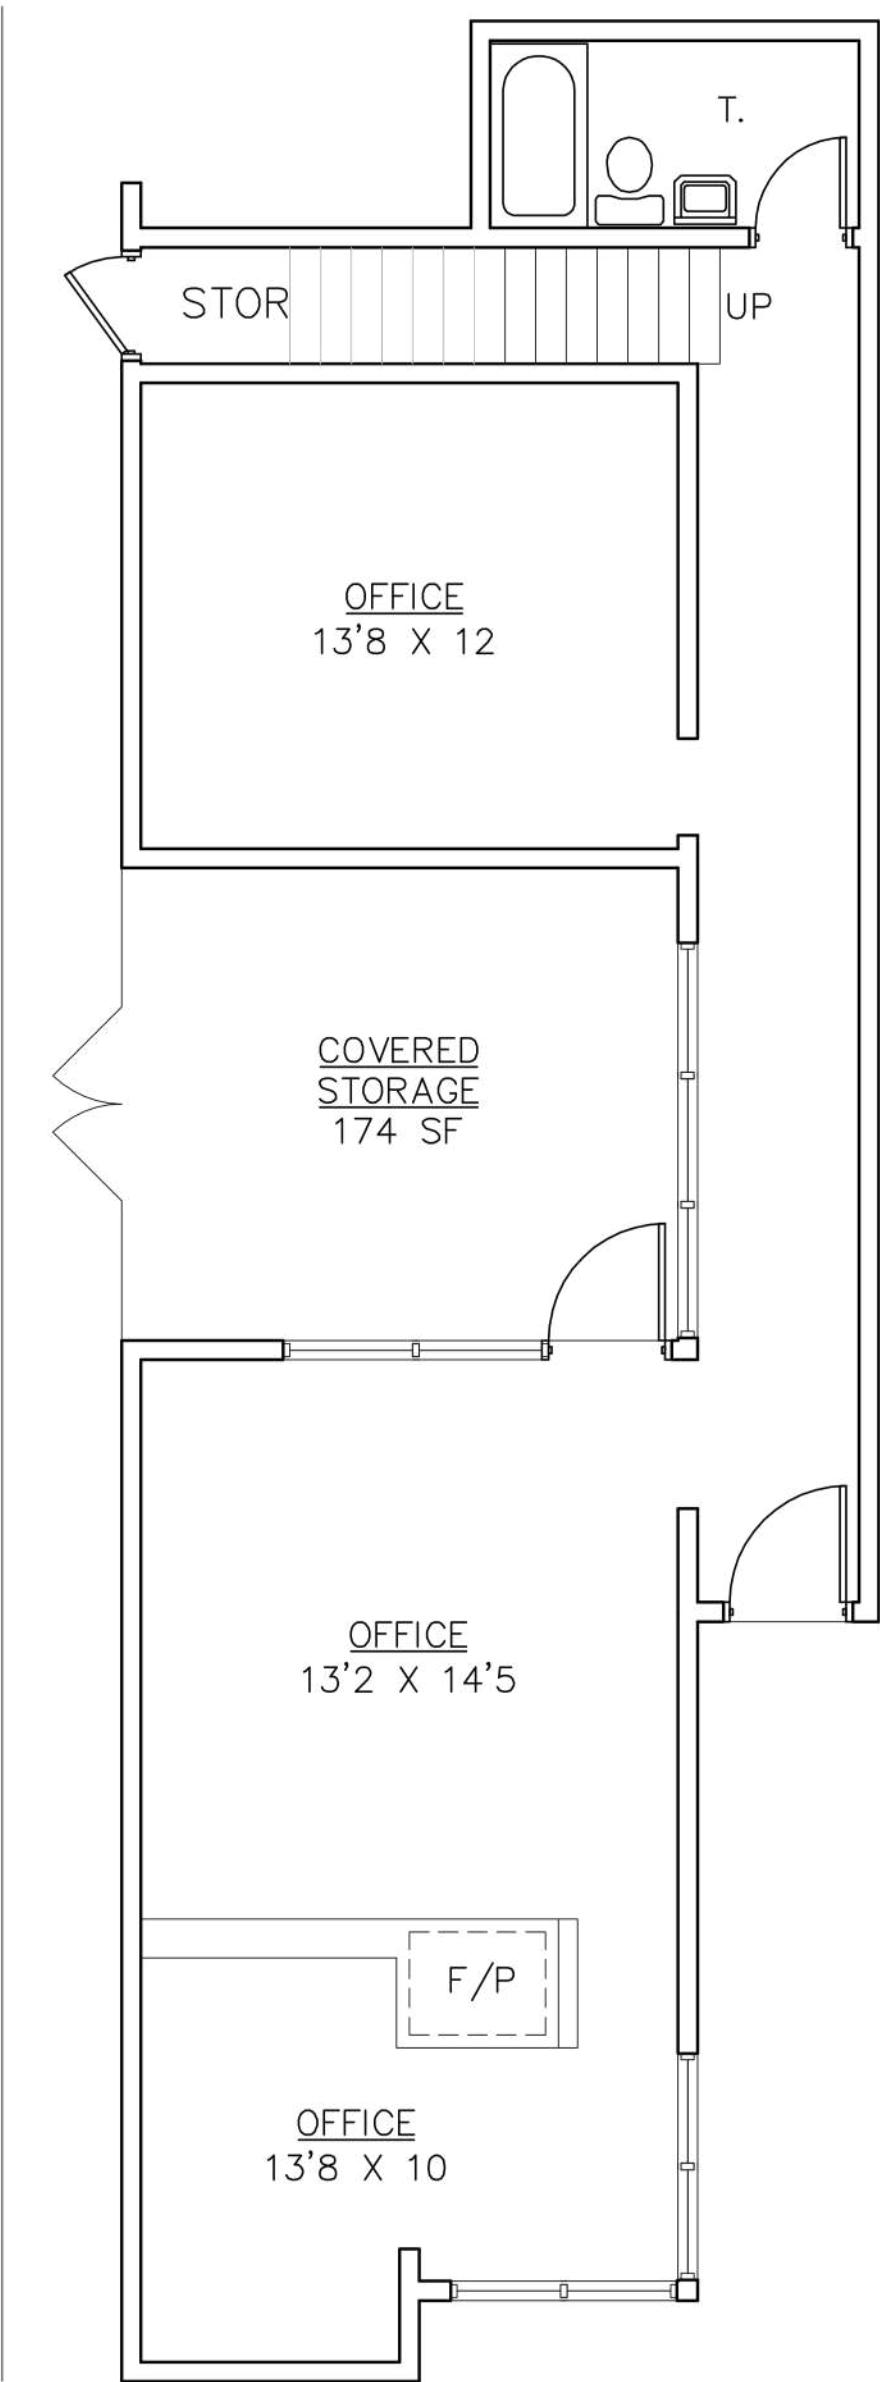 T.
STOR
UP
OFFICE
13'8 X 12
COVERED
STORAGE
174 SF
OFFICE
13'2 X 14'5
F/P
OFFICE
13'8 X 10